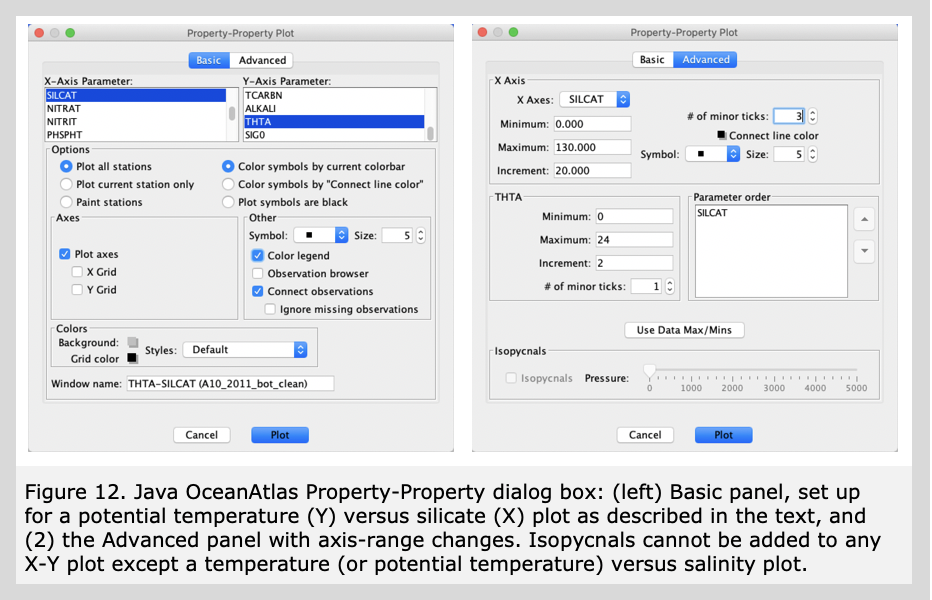 Property-Property Plot
Basic Advanced
X-Axis Parameter: Y-Axis Parameter:
SILCAT TCARBN
NITRAT ALKALI
NITRIT THTA
PHSPHT SIG0
Options
Plot all stations Color symbols by current colorbar
Plot current station only Color symbols by "Connect line color"
Paint stations Plot symbols are black
Axes Other
Symbol: Size: 5
Plot axes Color legend
X Grid Observation browser
Y Grid Connect observations
Ignore missing observations
Colors
Background:
Styles: Default
Grid color
Window name: THTA-SILCAT (A10_2011_bot_clean)
Cancel Plot
Property-Property Plot
Basic Advanced
X Axis
X Axes: SILCAT
# of minor ticks: 3
Minimum: 0.000
Connect line color
Maximum: 130.000
Symbol: Size: 5
Increment: 20.000
THTA Parameter order
Minimum: 0 SILCAT
Maximum: 24
Increment: 2
# of minor ticks: 1
Use Data Max/Mins
Isopycnals
Isopycnals Pressure:
0 1000 2000 3000 4000 5000
Cancel Plot
Figure 12. Java OceanAtlas Property-Property dialog box: (left) Basic panel, set up
for a potential temperature (Y) versus silicate (X) plot as described in the text, and
(2) the Advanced panel with axis-range changes. Isopycnals cannot be added to any
X-Y plot except a temperature (or potential temperature) versus salinity plot.